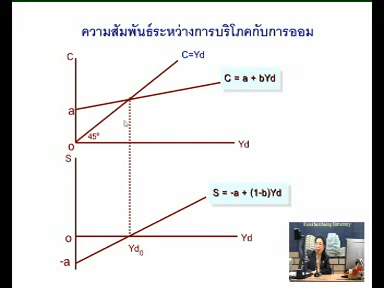 ความสัมพันธ์ระหว่างการบริโภคกับการออม
C
C=Yd
C = a + bYd
a
45°
o
Yd
S
S = -a + (1-b)Yd
o
Yd
Yd₀
-a